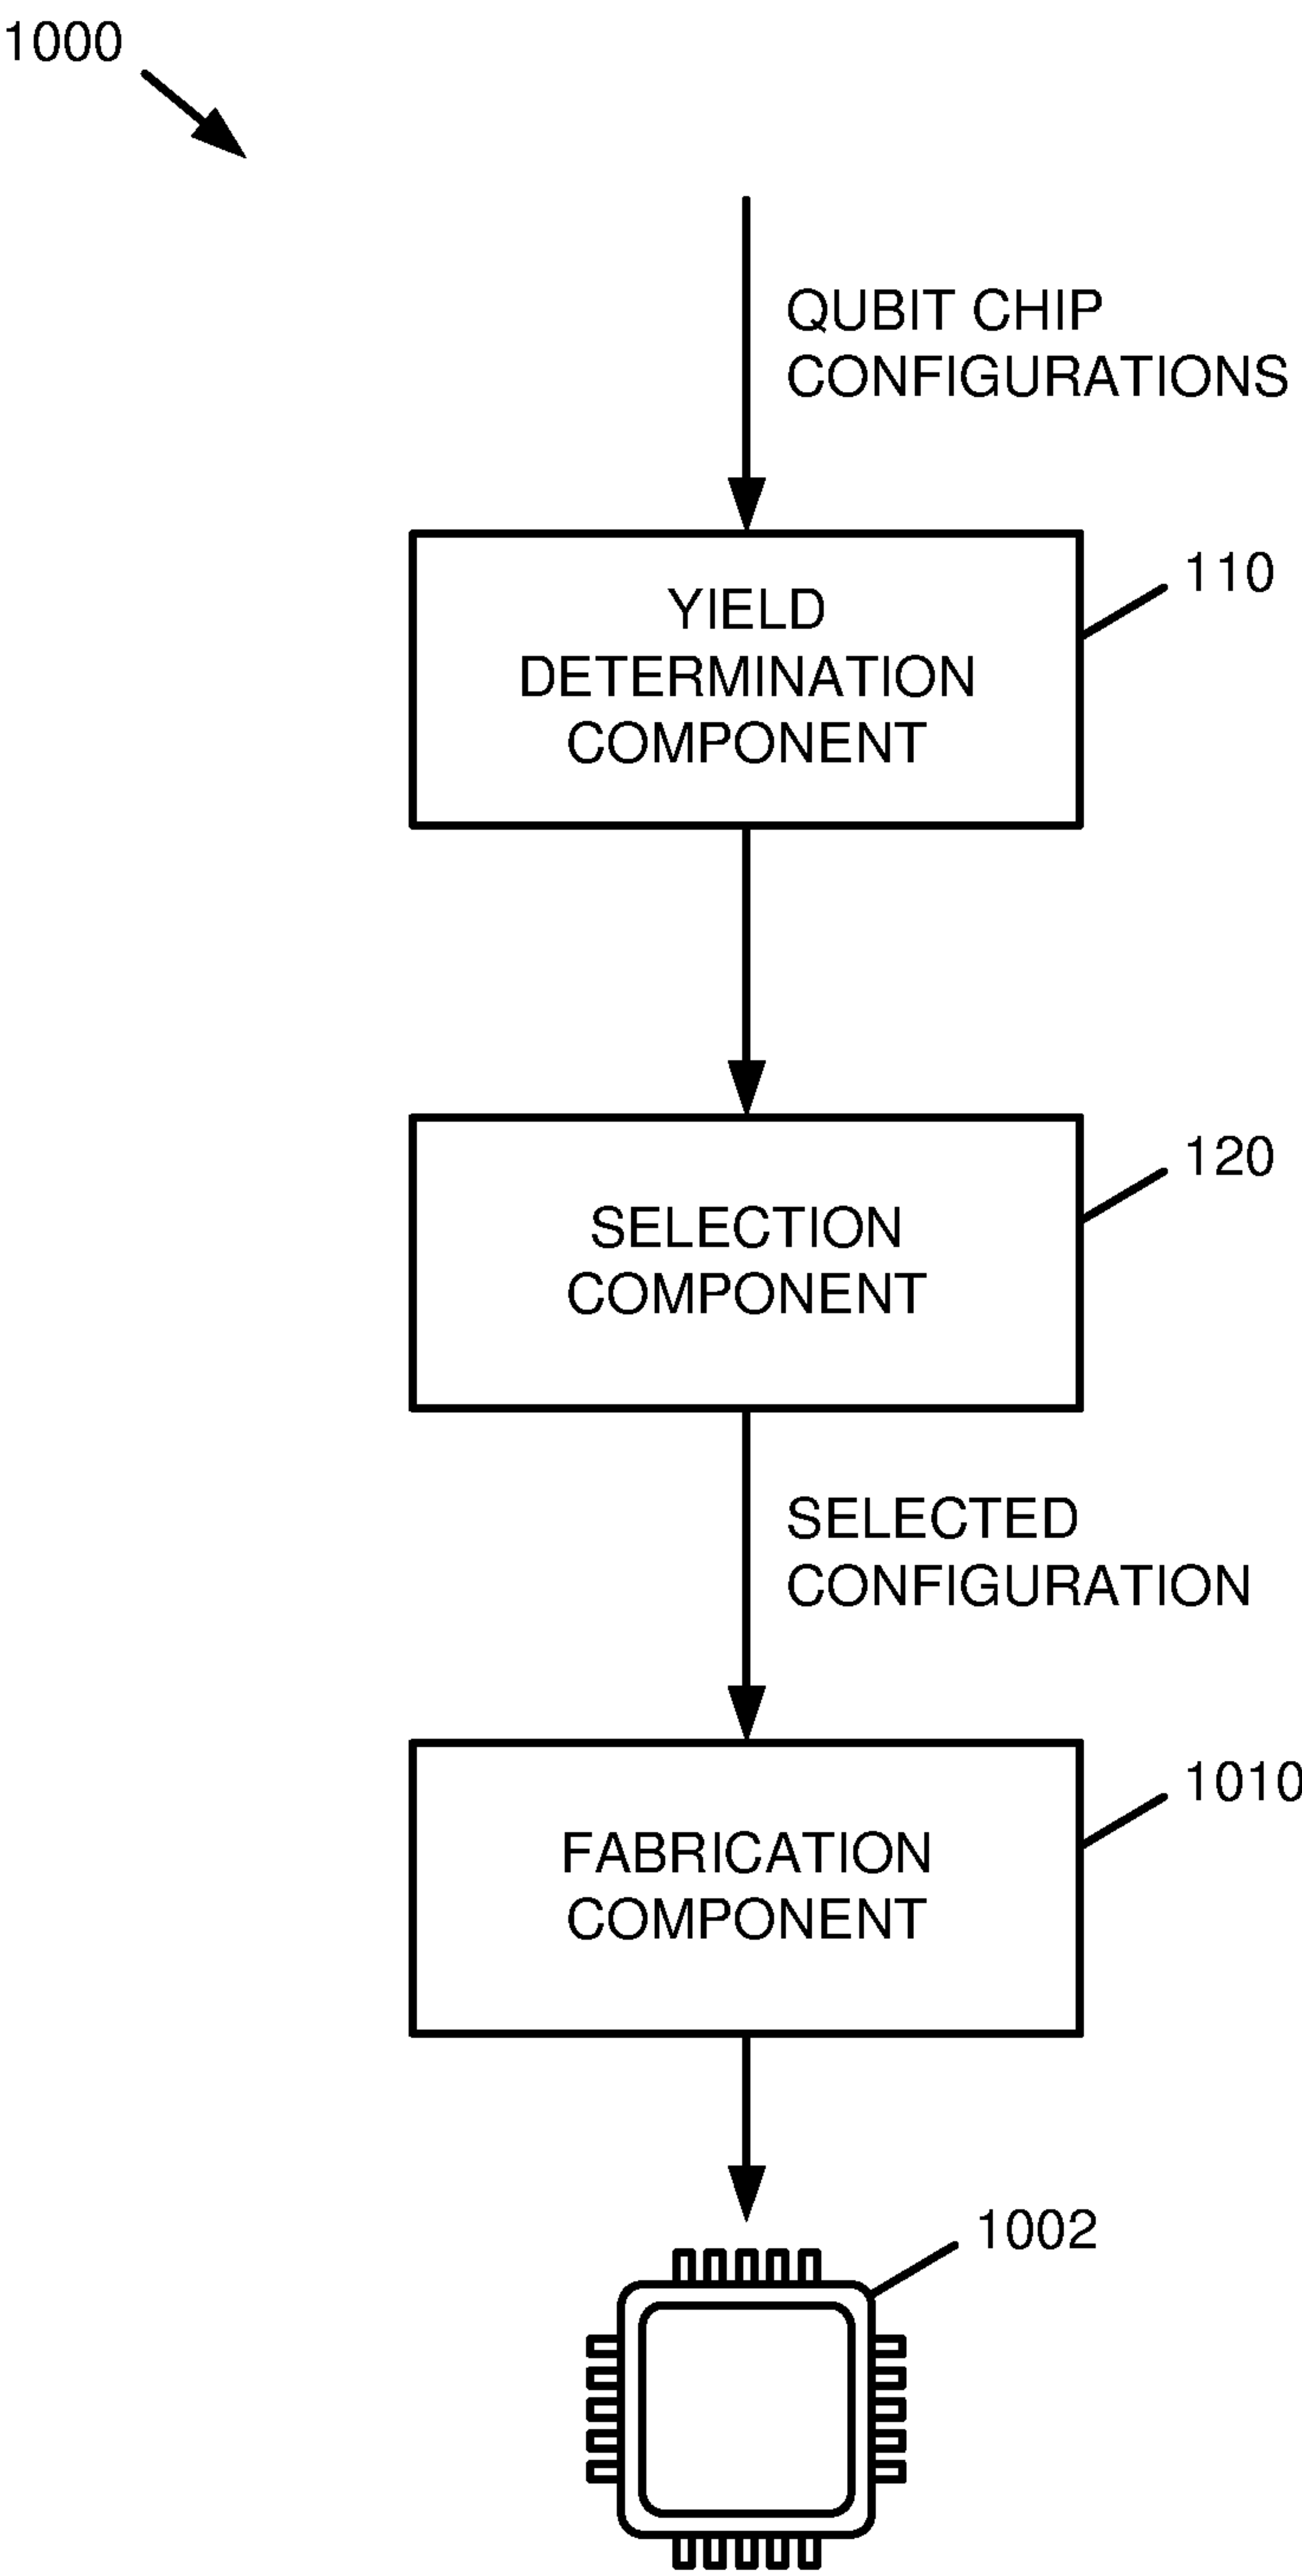 1000
QUBIT CHIP
CONFIGURATIONS
YIELD
DETERMINATION
COMPONENT
110
SELECTION
COMPONENT
120
SELECTED
CONFIGURATION
FABRICATION
COMPONENT
1010
1002